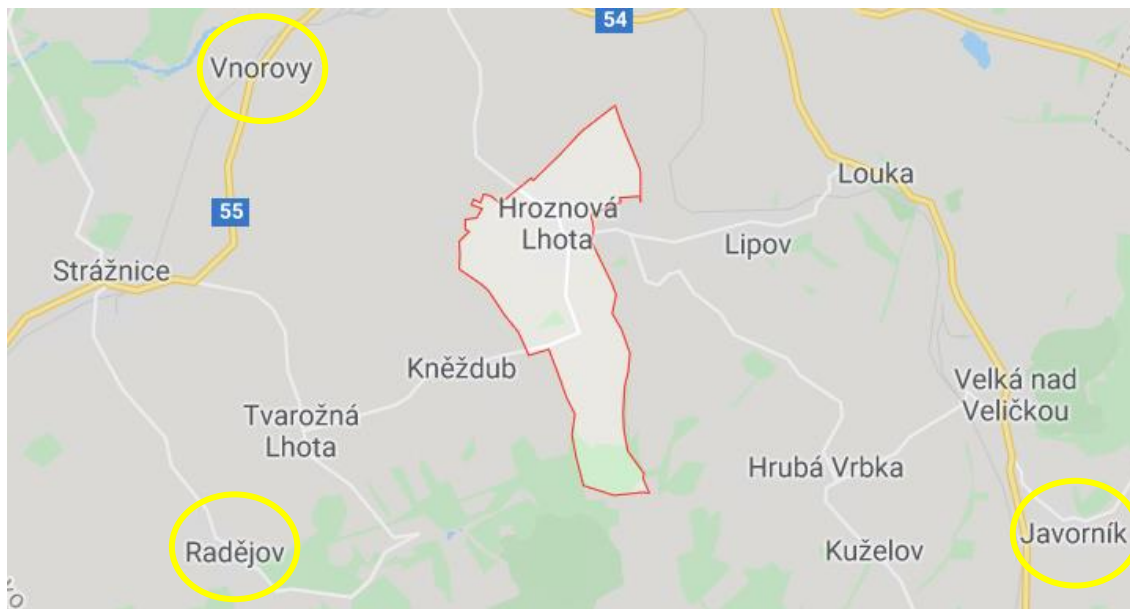 54
Vnorovy
Louka
55
Hroznová
Lhota
Lipov
Strážnice
Kněždub
Velká nad
Veličkou
Tvarožná
Lhota
Hrubá Vrbka
Radějov
Kuželov
Javorník